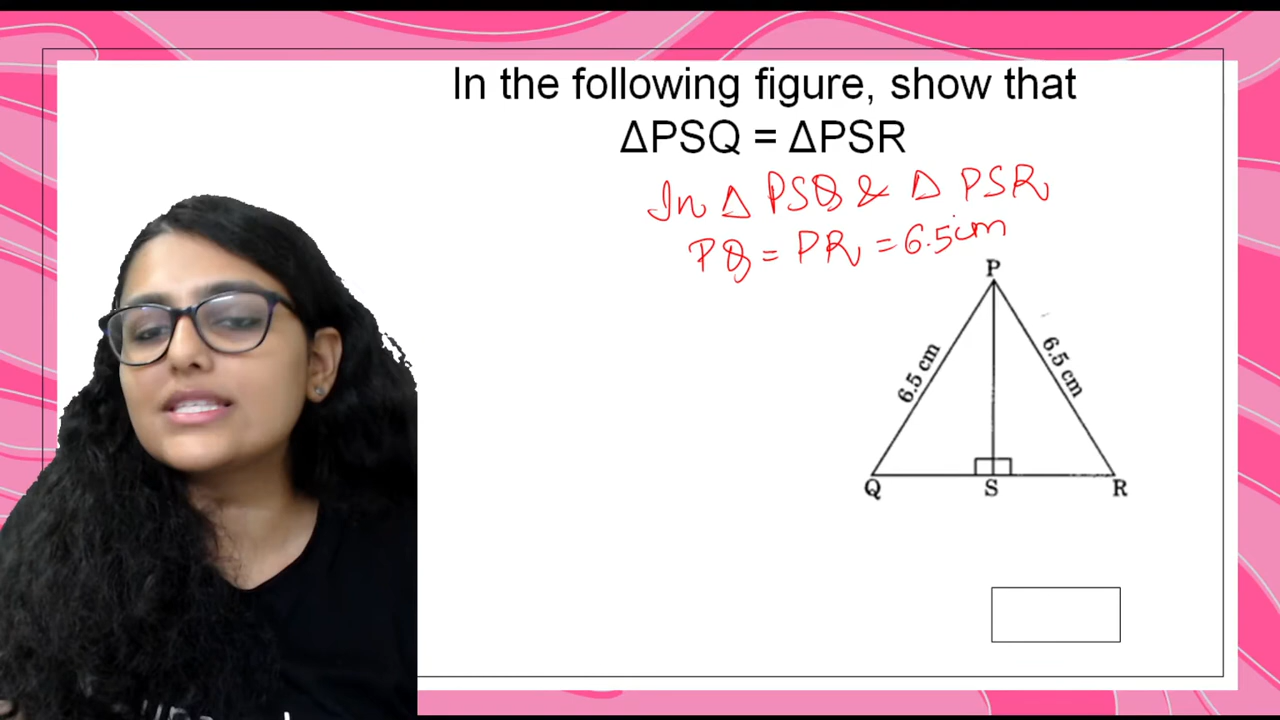 In the following figure, show that
ΔPSQ = ΔPSR
In Δ PSQ & Δ PSR
PQ = PR = 6.5cm
P
6.5 cm
6.5 cm
Q
S
R